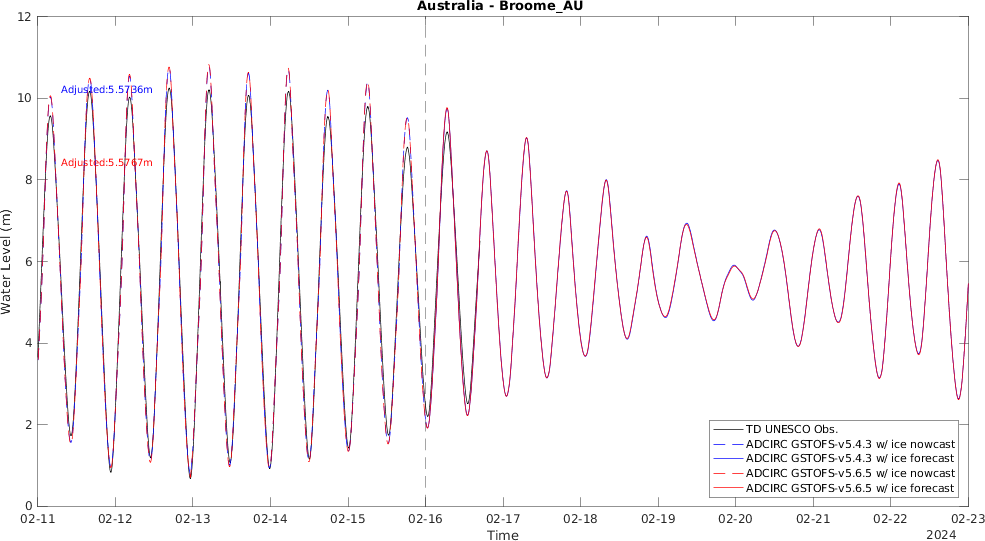 Australia - Broome_AU
12
10
8
6
4
2
0
Water Level (m)
Adjusted:5.5736m
Adjusted:5.5767m
TD UNESCO Obs.
ADCIRC GSTOFS-v5.4.3 w/ ice nowcast
ADCIRC GSTOFS-v5.4.3 w/ ice forecast
ADCIRC GSTOFS-v5.6.5 w/ ice nowcast
ADCIRC GSTOFS-v5.6.5 w/ ice forecast
02-11 02-12 02-13 02-14 02-15 02-16 02-17 02-18 02-19 02-20 02-21 02-22 02-23
Time
2024